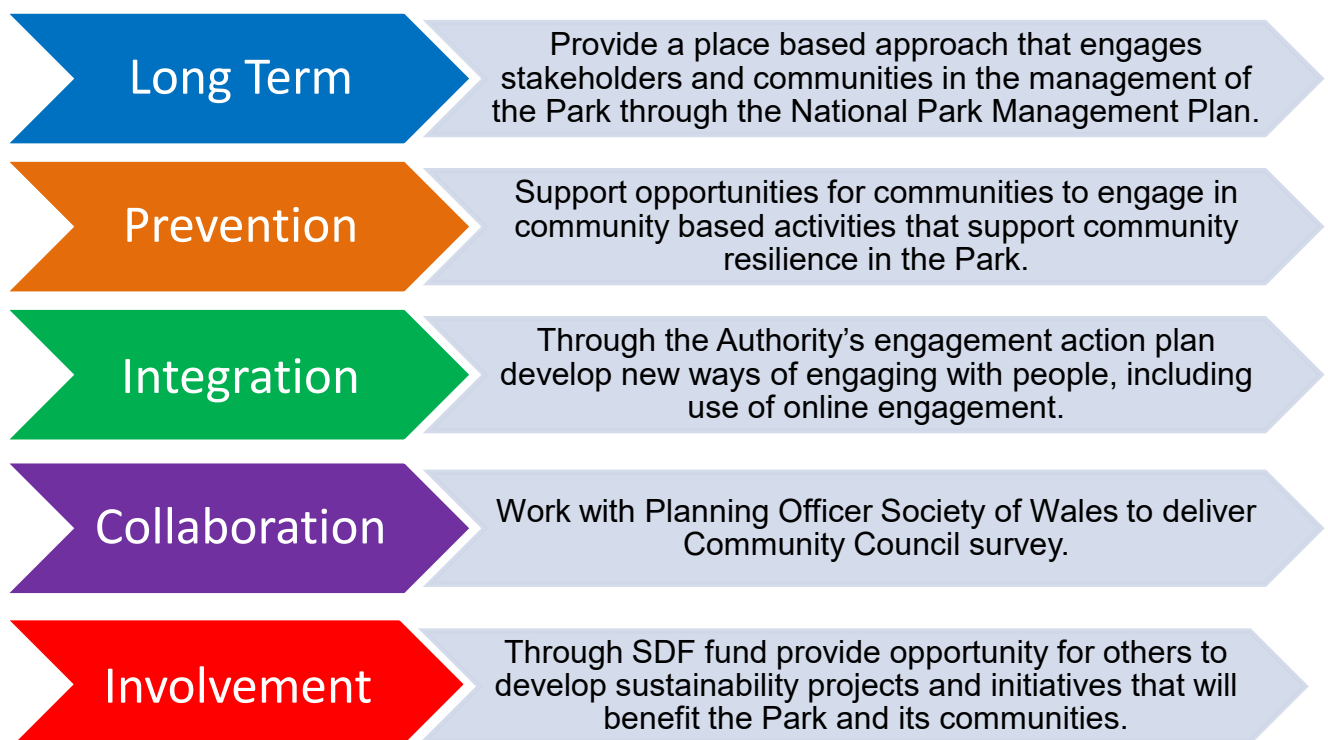 Long Term
Provide a place based approach that engages
stakeholders and communities in the management of
the Park through the National Park Management Plan.
Prevention
Support opportunities for communities to engage in
community based activities that support community
resilience in the Park.
Integration
Through the Authority’s engagement action plan
develop new ways of engaging with people, including
use of online engagement.
Collaboration
Work with Planning Officer Society of Wales to deliver
Community Council survey.
Involvement
Through SDF fund provide opportunity for others to
develop sustainability projects and initiatives that will
benefit the Park and its communities.